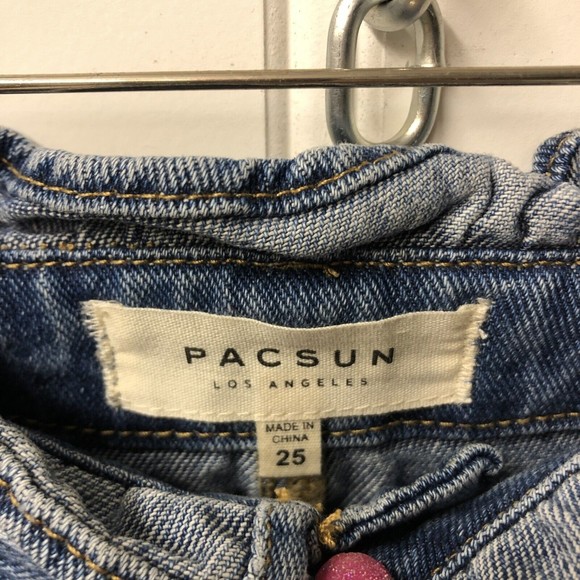 PACSUN
LOS ANGELES
MADE IN
CHINA
25